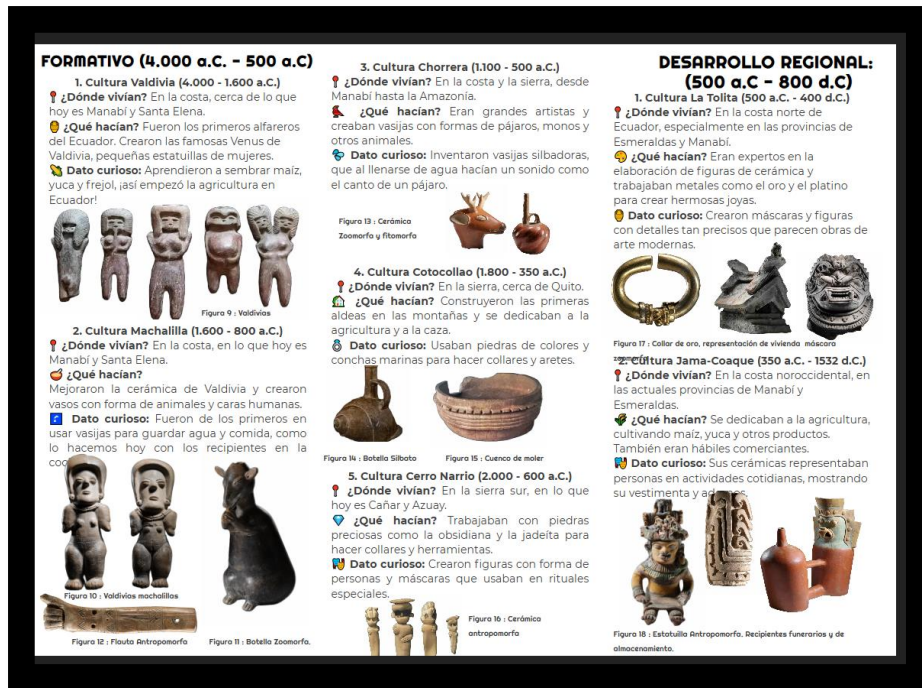 FORMATIVO (4.000 a.C. - 500 a.C)
1. Cultura Valdivia (4.000 - 1.600 a.C.)
¿Dónde vivían? En la costa, cerca de lo que
hoy es Manabí y Santa Elena.
¿Qué hacían? Fueron los primeros alfareros
del Ecuador. Crearon las famosas Venus de
Valdivia, pequeñas estatuillas de mujeres.
Dato curioso: Aprendieron a sembrar maíz,
yuca y frejol, ¡así empezó la agricultura en
Ecuador!
Figura 9 : Valdivias
2. Cultura Machalilla (1.600 - 800 a.C.)
¿Dónde vivían? En la costa, en lo que hoy es
Manabí y Santa Elena.
¿Qué hacían?
Mejoraron la cerámica de Valdivia y crearon
vasos con forma de animales y caras humanas.
Dato curioso: Fueron de los primeros en
usar vasijas para guardar agua y comida, como
lo hacemos hoy con los recipientes en la
Figura 10 : Valdivias machalillas
Figura 12 : Flauta Antropomorfa
Figura 11 : Botella Zoomorfa.
3. Cultura Chorrera (1.100 - 500 a.C.)
¿Dónde vivían? En la costa y la sierra, desde
Manabí hasta la Amazonía.
¿Qué hacían? Eran grandes artistas y
creaban vasijas con formas de pájaros, monos y
otros animales.
Dato curioso: Inventaron vasijas silbadoras,
que al llenarse de agua hacían un sonido como
el canto de un pájaro.
Figura 13 : Cerámica
Zoomorfa y fitomorfa
4. Cultura Cotocollao (1.800 - 350 a.C.)
¿Dónde vivían? En la sierra, cerca de Quito.
¿Qué hacían? Construyeron las primeras
aldeas en las montañas y se dedicaban a la
agricultura y a la caza.
Dato curioso: Usaban piedras de colores y
conchas marinas para hacer collares y aretes.
Figura 14 : Botella Silbato
Figura 15 : Cuenco de moler
5. Cultura Cerro Narrio (2.000 - 600 a.C.)
¿Dónde vivían? En la sierra sur, en lo que
hoy es Cañar y Azuay.
¿Qué hacían? Trabajaban con piedras
preciosas como la obsidiana y la jadeíta para
hacer collares y herramientas.
Dato curioso: Crearon figuras con forma de
personas y máscaras que usaban en rituales
especiales.
Figura 16 : Cerámica
antropomorfa
DESARROLLO REGIONAL:
(500 a.C - 800 d.C)
1. Cultura La Tolita (500 a.C. - 400 d.C.)
¿Dónde vivían? En la costa norte de
Ecuador, especialmente en las provincias de
Esmeraldas y Manabí.
¿Qué hacían? Eran expertos en la
elaboración de figuras de cerámica y
trabajaban metales como el oro y el platino
para crear hermosas joyas.
Dato curioso: Crearon máscaras y figuras
con detalles tan precisos que parecen obras de
arte modernas.
Figura 17 : Collar de oro, representación de vivienda máscara
2. Cultura Jama-Coaque (350 a.C. - 1532 d.C.)
¿Dónde vivían? En la costa noroccidental, en
las actuales provincias de Manabí y
Esmeraldas.
¿Qué hacían? Se dedicaban a la agricultura,
cultivando maíz, yuca y otros productos.
También eran hábiles comerciantes.
Dato curioso: Sus cerámicas representaban
personas en actividades cotidianas, mostrando
su vestimenta y
Figura 18 : Estatuilla Antropomorfa. Recipientes funerarios y de
almacenamiento.